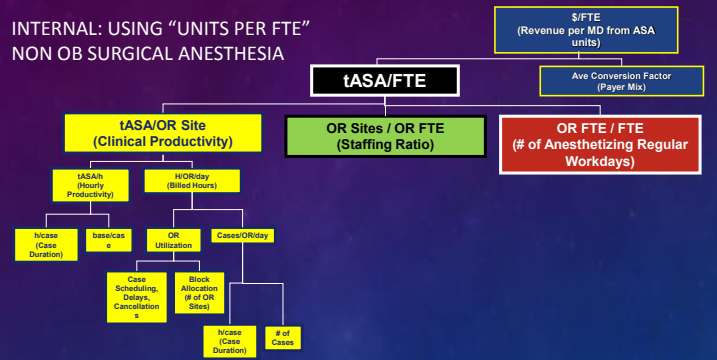 INTERNAL: USING “UNITS PER FTE”
NON OB SURGICAL ANESTHESIA
$/FTE
(Revenue per MD from ASA
units)
tASA/FTE
Ave Conversion Factor
(Payer Mix)
tASA/OR Site
(Clinical Productivity)
OR Sites / OR FTE
(Staffing Ratio)
OR FTE / FTE
(# of Anesthetizing Regular
Workdays)
tASA/h
(Hourly
Productivity)
H/OR/day
(Billed Hours)
h/case
(Case
Duration)
base/cas
e
OR
Utilization
Cases/OR/day
Case
Scheduling,
Delays,
Cancellation
s
Block
Allocation
(# of OR
Sites)
h/case
(Case
Duration)
# of
Cases